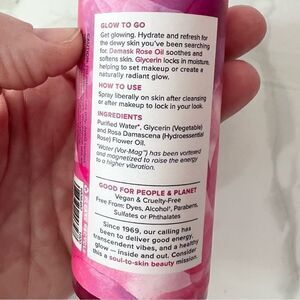 GLOW TO GO
Get glowing. Hydrate and refresh for
the dewy skin you've been searching
for. Damask Rose Oil soothes and
softens skin. Glycerin locks in moisture,
helping to set makeup or create a
naturally radiant glow.
HOW TO USE
Spray liberally on skin after cleansing
or after makeup to lock in your look.
INGREDIENTS
Purified Water*, Glycerin (Vegetable)
and Rosa Damascena (Hydroessential
Rose) Flower Oil.
*Water (Vor-Mag™) has been vortexed
and magnetized to raise the energy
to a higher vibration.
GOOD FOR PEOPLE & PLANET
Vegan & Cruelty-Free
Free From: Dyes, Alcohol*, Parabens,
Sulfates or Phthalates
Since 1969, our calling has
been to deliver good energy,
transcendent vibes, and a healthy
glow — inside and out. Consider
this a soul-to-skin beauty mission.